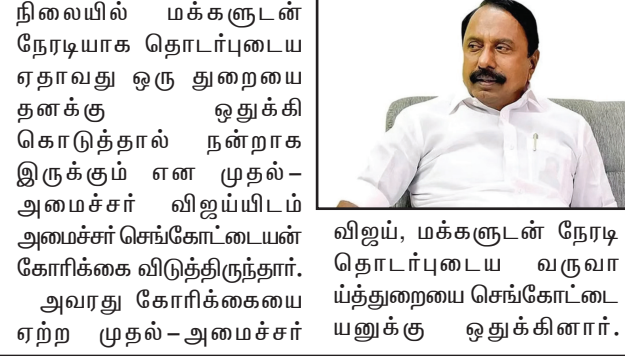 நிலையில் மக்களுடன்
நேரடியாக தொடர்புடைய
ஏதாவது ஒரு துறையை
தனக்கு ஒதுக்கி
கொடுத்தால் நன்றாக
இருக்கும் என முதல்–
அமைச்சர் விஜய்யிடம்
அமைச்சர் செங்கோட்டையன்
கோரிக்கை விடுத்திருந்தார்.
அவரது கோரிக்கையை
ஏற்ற முதல்–அமைச்சர்
விஜய், மக்களுடன் நேரடி
தொடர்புடைய வருவா
ய்த்துறையை செங்கோட்டை
யனுக்கு ஒதுக்கினார்.